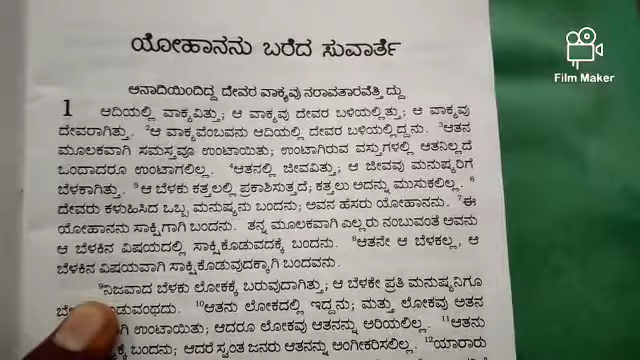 ಯೋಹಾನನು ಬರೆದ ಸುವಾರ್ತೆ
ಅನಾದಿಯಿಂದಿದ್ದ ದೇವರ ವಾಕ್ಯವು ನರಾವತಾರವೆತ್ತಿದ್ದು
1 ಆದಿಯಲ್ಲಿ ವಾಕ್ಯವಿತ್ತು; ಆ ವಾಕ್ಯವು ದೇವರ ಬಳಿಯಲ್ಲಿತ್ತು; ಆ ವಾಕ್ಯವು
ದೇವರಾಗಿತ್ತು. ²ಆ ವಾಕ್ಯವೆಂಬವನು ಆದಿಯಲ್ಲಿ ದೇವರ ಬಳಿಯಲ್ಲಿದ್ದನು. ³ಆತನ
ಮೂಲಕವಾಗಿ ಸಮಸ್ತವೂ ಉಂಟಾಯಿತು; ಉಂಟಾಗಿರುವ ವಸ್ತುಗಳಲ್ಲಿ ಆತನಿಲ್ಲದೆ
ಒಂದಾದರೂ ಉಂಟಾಗಲಿಲ್ಲ. ⁴ಆತನಲ್ಲಿ ಜೀವವಿತ್ತು; ಆ ಜೀವವು ಮನುಷ್ಯರಿಗೆ
ಬೆಳಕಾಗಿತ್ತು. ⁵ಆ ಬೆಳಕು ಕತ್ತಲಲ್ಲಿ ಪ್ರಕಾಶಿಸುತ್ತದೆ; ಕತ್ತಲು ಅದನ್ನು ಮುಸುಕಲಿಲ್ಲ. ⁶
ದೇವರು ಕಳುಹಿಸಿದ ಒಬ್ಬ ಮನುಷ್ಯನು ಬಂದನು; ಅವನ ಹೆಸರು ಯೋಹಾನನು. ⁷ಈ
ಯೋಹಾನನು ಸಾಕ್ಷಿಗಾಗಿ ಬಂದನು. ತನ್ನ ಮೂಲಕವಾಗಿ ಎಲ್ಲರು ನಂಬುವಂತೆ ಅವನು
ಆ ಬೆಳಕಿನ ವಿಷಯದಲ್ಲಿ ಸಾಕ್ಷಿಕೊಡುವದಕ್ಕೆ ಬಂದನು. ⁸ಆತನೇ ಆ ಬೆಳಕಲ್ಲ, ಆ
ಬೆಳಕಿನ ವಿಷಯವಾಗಿ ಸಾಕ್ಷಿಕೊಡುವುದಕ್ಕಾಗಿ ಬಂದವನು.
⁹ನಿಜವಾದ ಬೆಳಕು ಲೋಕಕ್ಕೆ ಬರುವುದಾಗಿತ್ತು; ಆ ಬೆಳಕೇ ಪ್ರತಿ ಮನುಷ್ಯನಿಗೂ
ಡುವಂಥದು. ¹⁰ಆತನು ಲೋಕದಲ್ಲಿ ಇದ್ದನು; ಮತ್ತು ಲೋಕವು ಆತನ
ಉಂಟಾಯಿತು; ಆದರೂ ಲೋಕವು ಆತನನ್ನು ಅರಿಯಲಿಲ್ಲ. ¹¹ಆತನು
ಬಂದನು; ಆದರೆ ಸ್ವಂತ ಜನರು ಆತನನ್ನು ಅಂಗೀಕರಿಸಲಿಲ್ಲ. ¹²ಯಾರಾರು
Film Maker